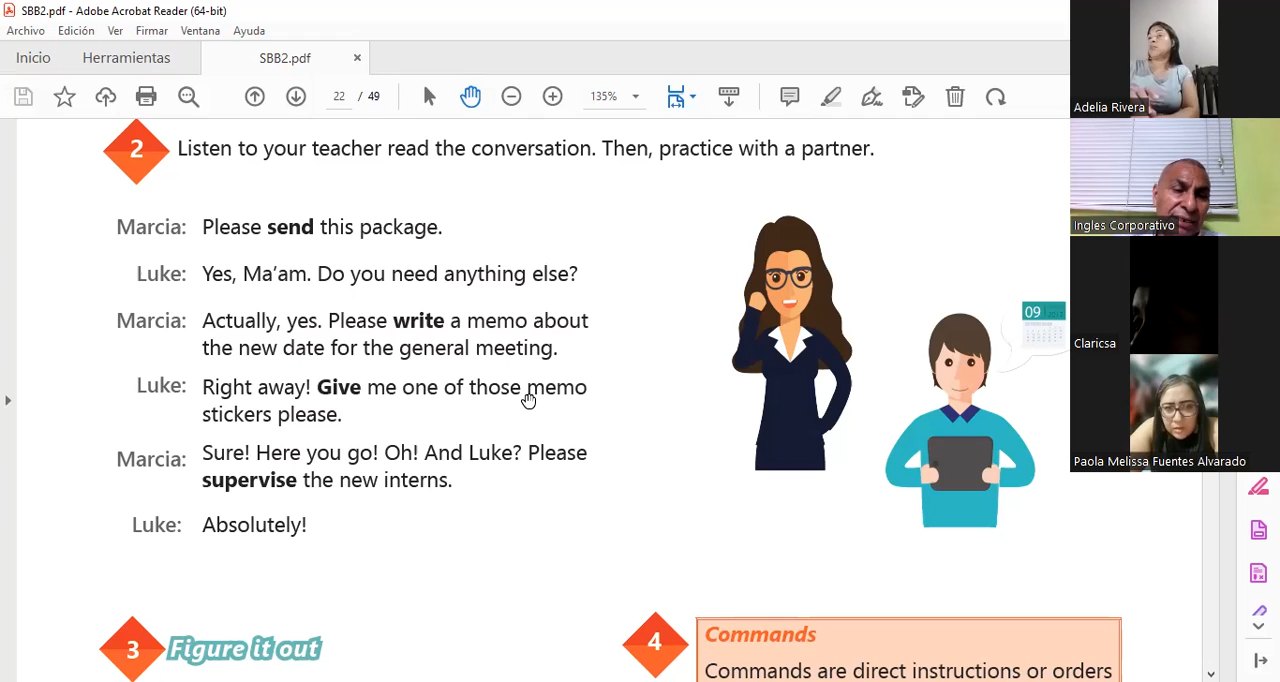 SBB2.pdf - Adobe Acrobat Reader (64-bit)
Archivo Edición Ver Firmar Ventana Ayuda
Inicio Herramientas SBB2.pdf ×
22 / 49 135%
2 Listen to your teacher read the conversation. Then, practice with a partner.
Marcia: Please send this package.
Luke: Yes, Ma'am. Do you need anything else?
Marcia: Actually, yes. Please write a memo about
the new date for the general meeting.
Luke: Right away! Give me one of those memo
stickers please.
Marcia: Sure! Here you go! Oh! And Luke? Please
supervise the new interns.
Luke: Absolutely!
09
3 Figure it out
4 Commands
Commands are direct instructions or orders
Adelia Rivera
Ingles Corporativo
Claricsa
Paola Melissa Fuentes Alvarado